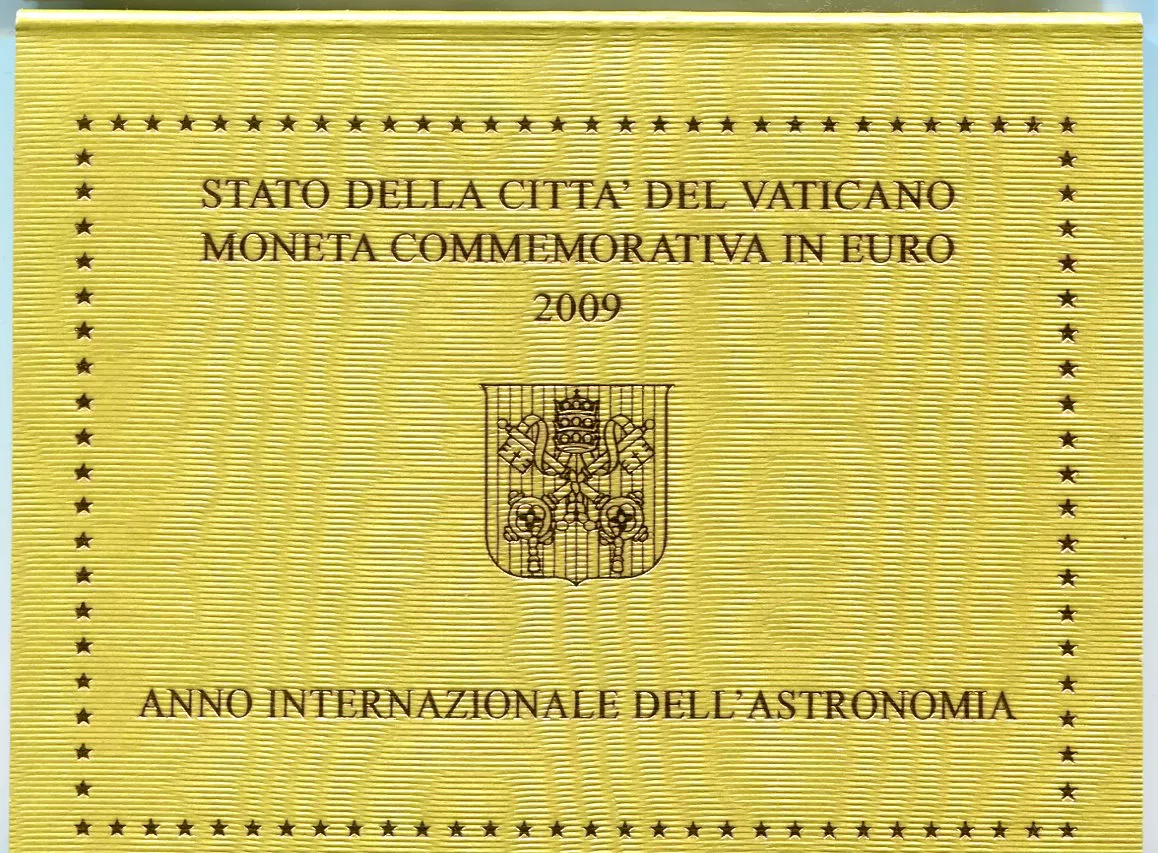 STATO DELLA CITTA’ DEL VATICANO
MONETA COMMEMORATIVA IN EURO
2009
ANNO INTERNAZIONALE DELL’ASTRONOMIA